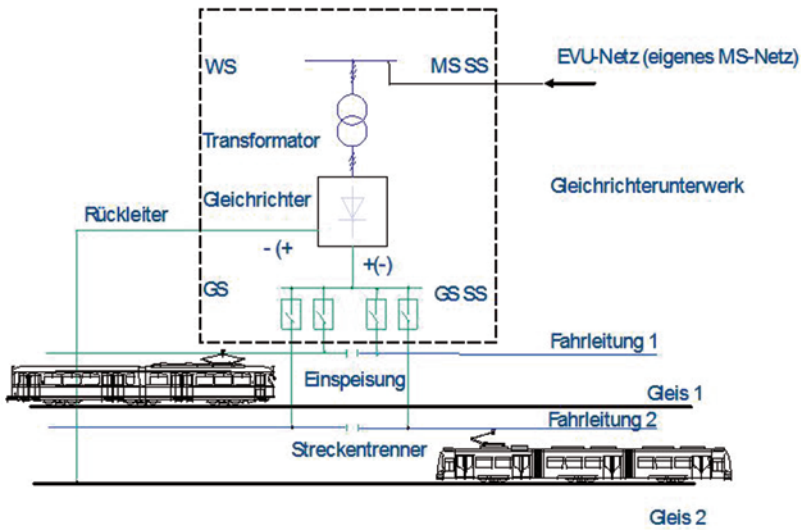 WS
MS SS
EVU-Netz (eigenes MS-Netz)
Transformator
Gleichrichter
Gleichrichterunterwerk
Rückleiter
- (+
+(-)
GS
GS SS
Fahrleitung 1
Einspeisung
Gleis 1
Fahrleitung 2
Streckentrenner
Gleis 2